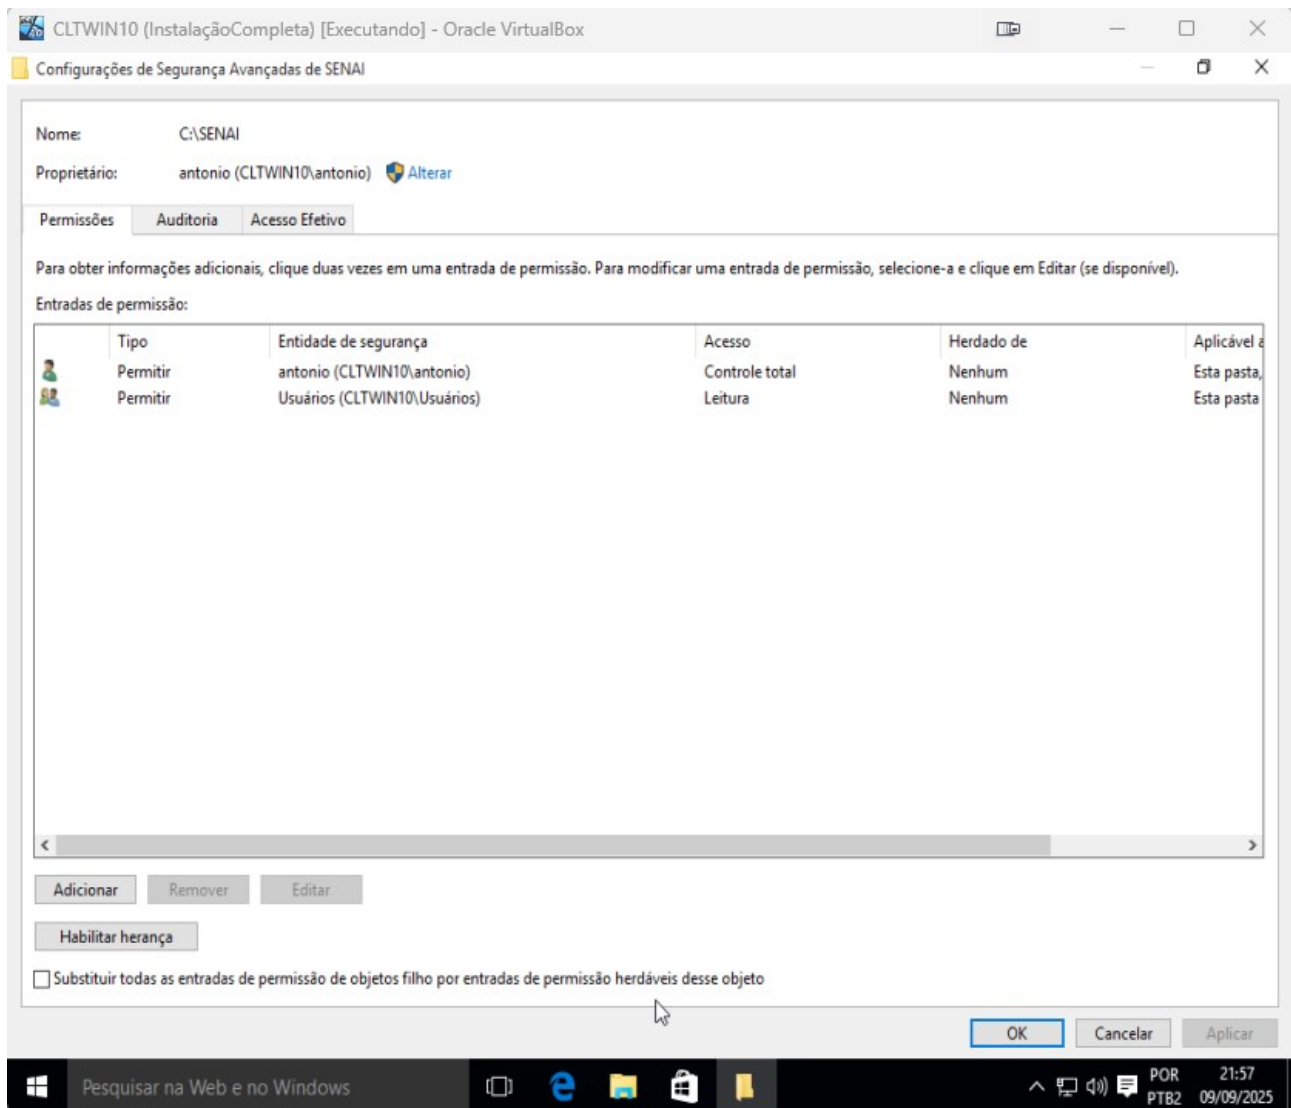 CLTWIN10 (InstalaçãoCompleta) [Executando] - Oracle VirtualBox
Configurações de Segurança Avançadas de SENAI
Nome: C:\SENAI
Proprietário: antonio (CLTWIN10\antonio) Alterar
Permissões Auditoria Acesso Efetivo
Para obter informações adicionais, clique duas vezes em uma entrada de permissão. Para modificar uma entrada de permissão, selecione-a e clique em Editar (se disponível).
Entradas de permissão:
Tipo Entidade de segurança Acesso Herdado de Aplicável a
Permitir antonio (CLTWIN10\antonio) Controle total Nenhum Esta pasta,
Permitir Usuários (CLTWIN10\Usuários) Leitura Nenhum Esta pasta
Adicionar Remover Editar
Habilitar herança
Substituir todas as entradas de permissão de objetos filho por entradas de permissão herdáveis desse objeto
OK Cancelar Aplicar
Pesquisar na Web e no Windows POR 21:57
PTB2 09/09/2025